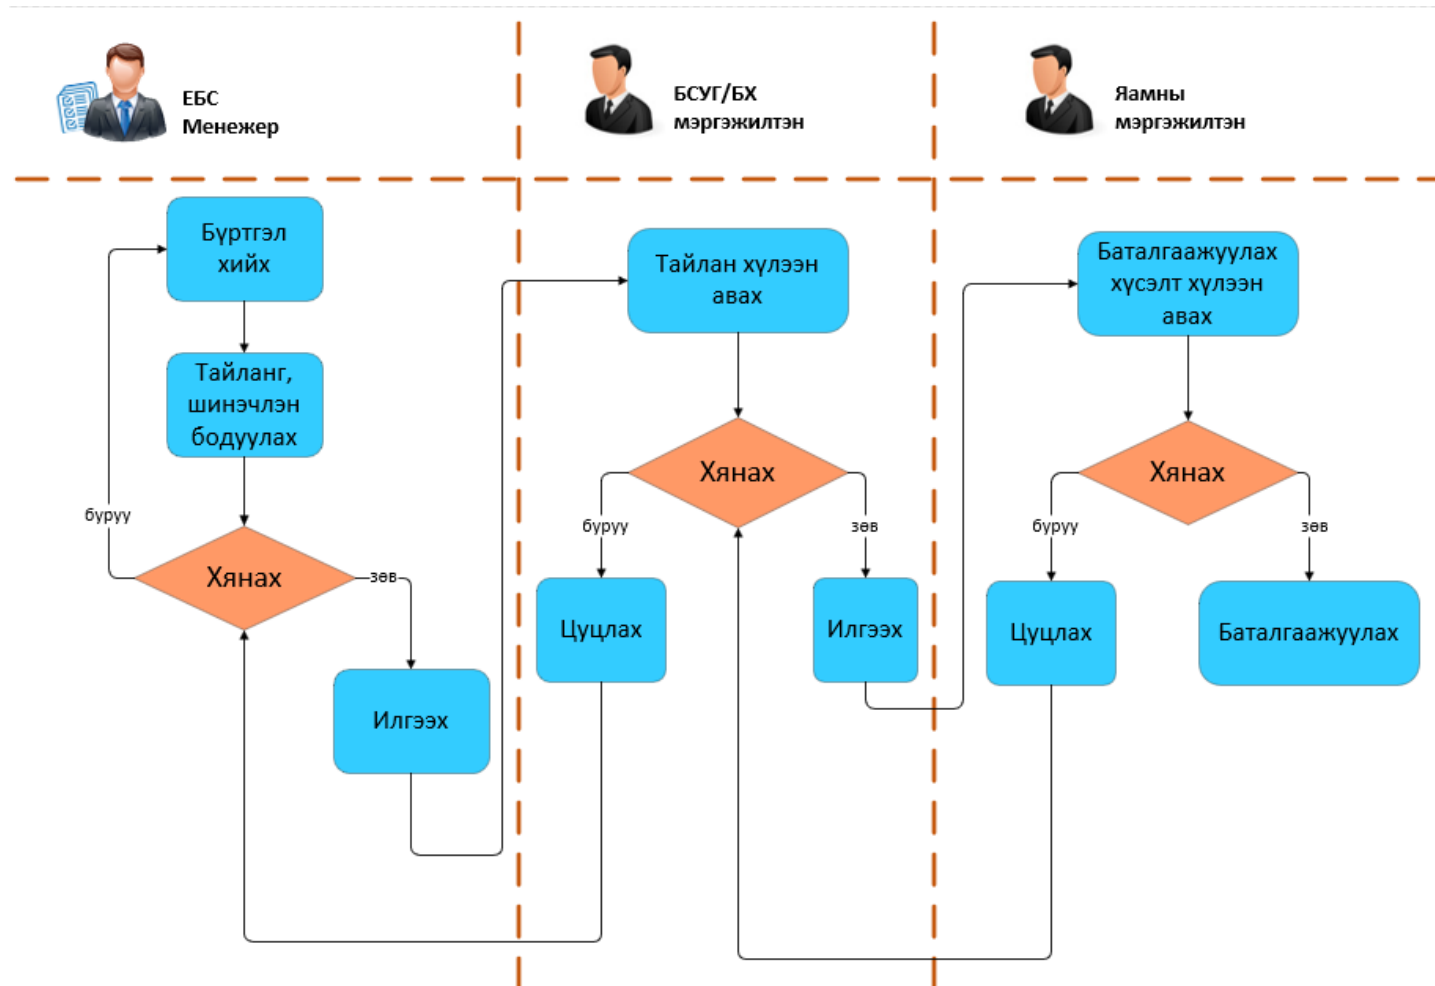 ЕБС
Менежер
БСУГ/БХ
мэргэжилтэн
Яамны
мэргэжилтэн
Бүртгэл
хийх
Тайланг,
шинэчлэн
бодуулах
буруу
Хянах
зөв
Илгээх
Тайлан хүлээн
авах
Хянах
буруу
зөв
Цуцлах
Илгээх
Баталгаажуулах
хүсэлт хүлээн
авах
Хянах
буруу
зөв
Цуцлах
Баталгаажуулах